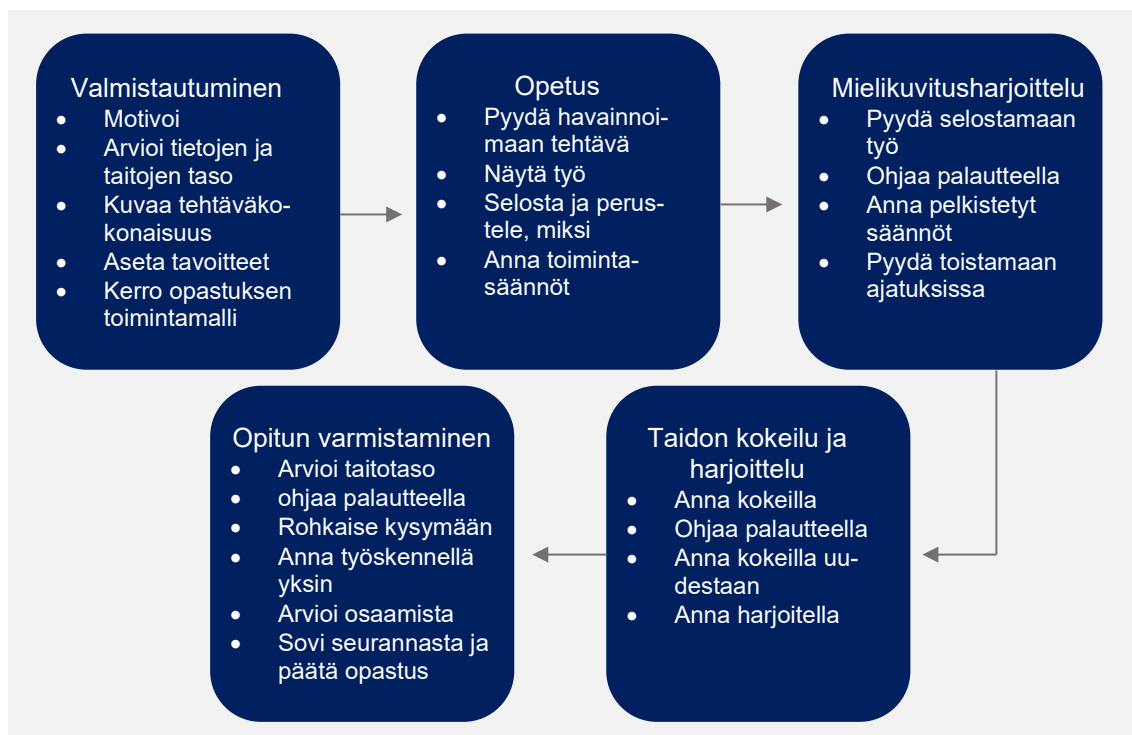 Valmistautuminen
• Motivoi
• Arvioi tietojen ja
taitojen taso
• Kuvaa tehtäväko-
konaisuus
• Aseta tavoitteet
• Kerro opastuksen
toimintamalli
Opetus
• Pyydä havainnoi-
maan tehtävä
• Näytä työ
• Selosta ja perus-
tele, miksi
• Anna toiminta-
säännöt
Mielikuvitusharjoittelu
• Pyydä selostamaan
työ
• Ohjaa palautteella
• Anna pelkistetyt
säännöt
• Pyydä toistamaan
ajatuksissa
Taidon kokeilu ja
harjoittelu
• Anna kokeilla
• Ohjaa palautteella
• Anna kokeilla uu-
destaan
• Anna harjoitella
Opitun varmistaminen
• Arvioi taitotaso
• ohjaa palautteella
• Rohkaise kysymään
• Anna työskennellä
yksin
• Arvioi osaamista
• Sovi seurannasta ja
päätä opastus